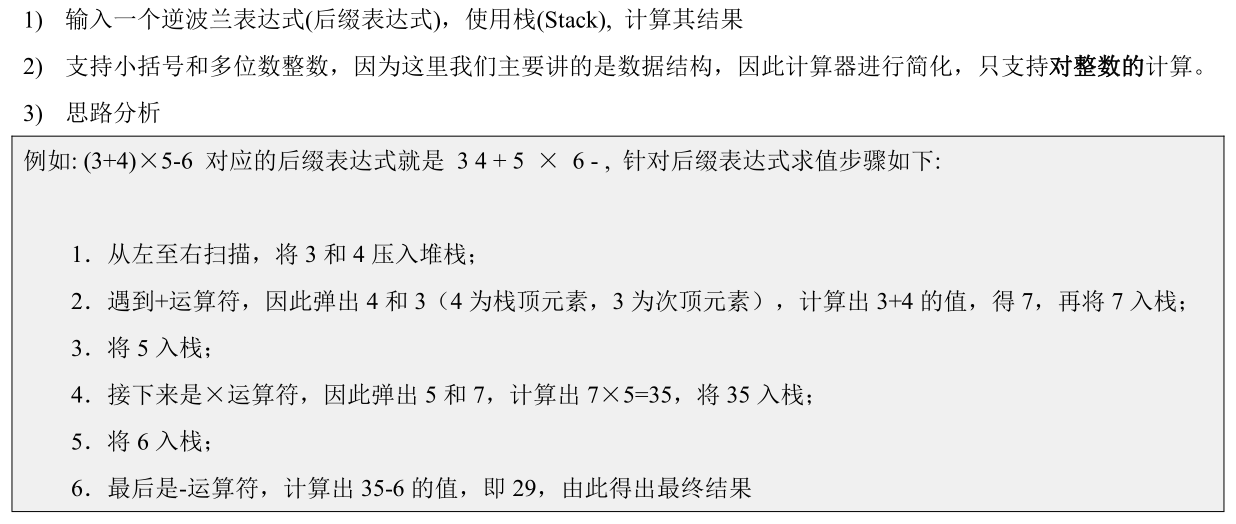 1) 输入一个逆波兰表达式(后缀表达式)，使用栈(Stack), 计算其结果
2) 支持小括号和多位数整数，因为这里我们主要讲的是数据结构，因此计算器进行简化，只支持对整数的计算。
3) 思路分析
例如: (3+4)×5-6 对应的后缀表达式就是 3 4 + 5 × 6 - , 针对后缀表达式求值步骤如下:
1．从左至右扫描，将 3 和 4 压入堆栈；
2．遇到+运算符，因此弹出 4 和 3（4 为栈顶元素，3 为次顶元素），计算出 3+4 的值，得 7，再将 7 入栈；
3．将 5 入栈；
4．接下来是×运算符，因此弹出 5 和 7，计算出 7×5=35，将 35 入栈；
5．将 6 入栈；
6．最后是-运算符，计算出 35-6 的值，即 29，由此得出最终结果